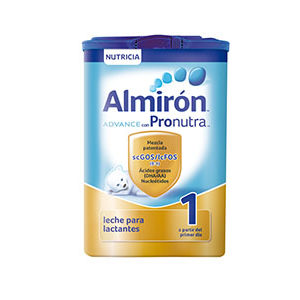 NUTRICIA
Almirón
ADVANCE con Pronutra
Mezcla
patentada
scGOS/lcFOS
(9:1)
Ácidos grasos
(DHA/AA)
Nucleótidos
leche para
lactantes
1
a partir del
primer día